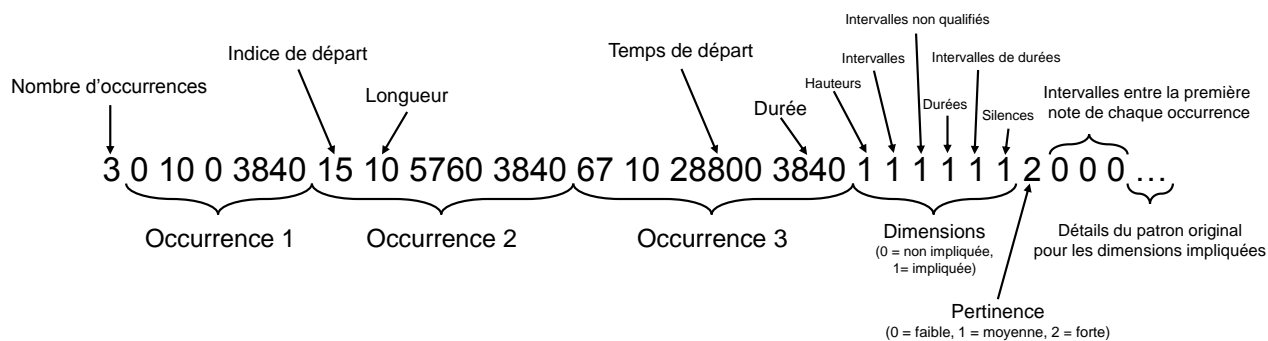 Intervalles non qualifiés
Indice de départ
Temps de départ
Intervalles
Intervalles de durées
Nombre d'occurrences
Longueur
Hauteurs
Durées
Intervalles entre la première
note de chaque occurrence
Durée
Silences
3 0 10 0 3840 15 10 5760 3840 67 10 28800 3840 1 1 1 1 1 1 2 0 0 0 ...
Occurrence 1
Occurrence 2
Occurrence 3
Dimensions
(0 = non impliquée,
1= impliquée)
Détails du patron original
pour les dimensions impliquées
Pertinence
(0 = faible, 1 = moyenne, 2 = forte)